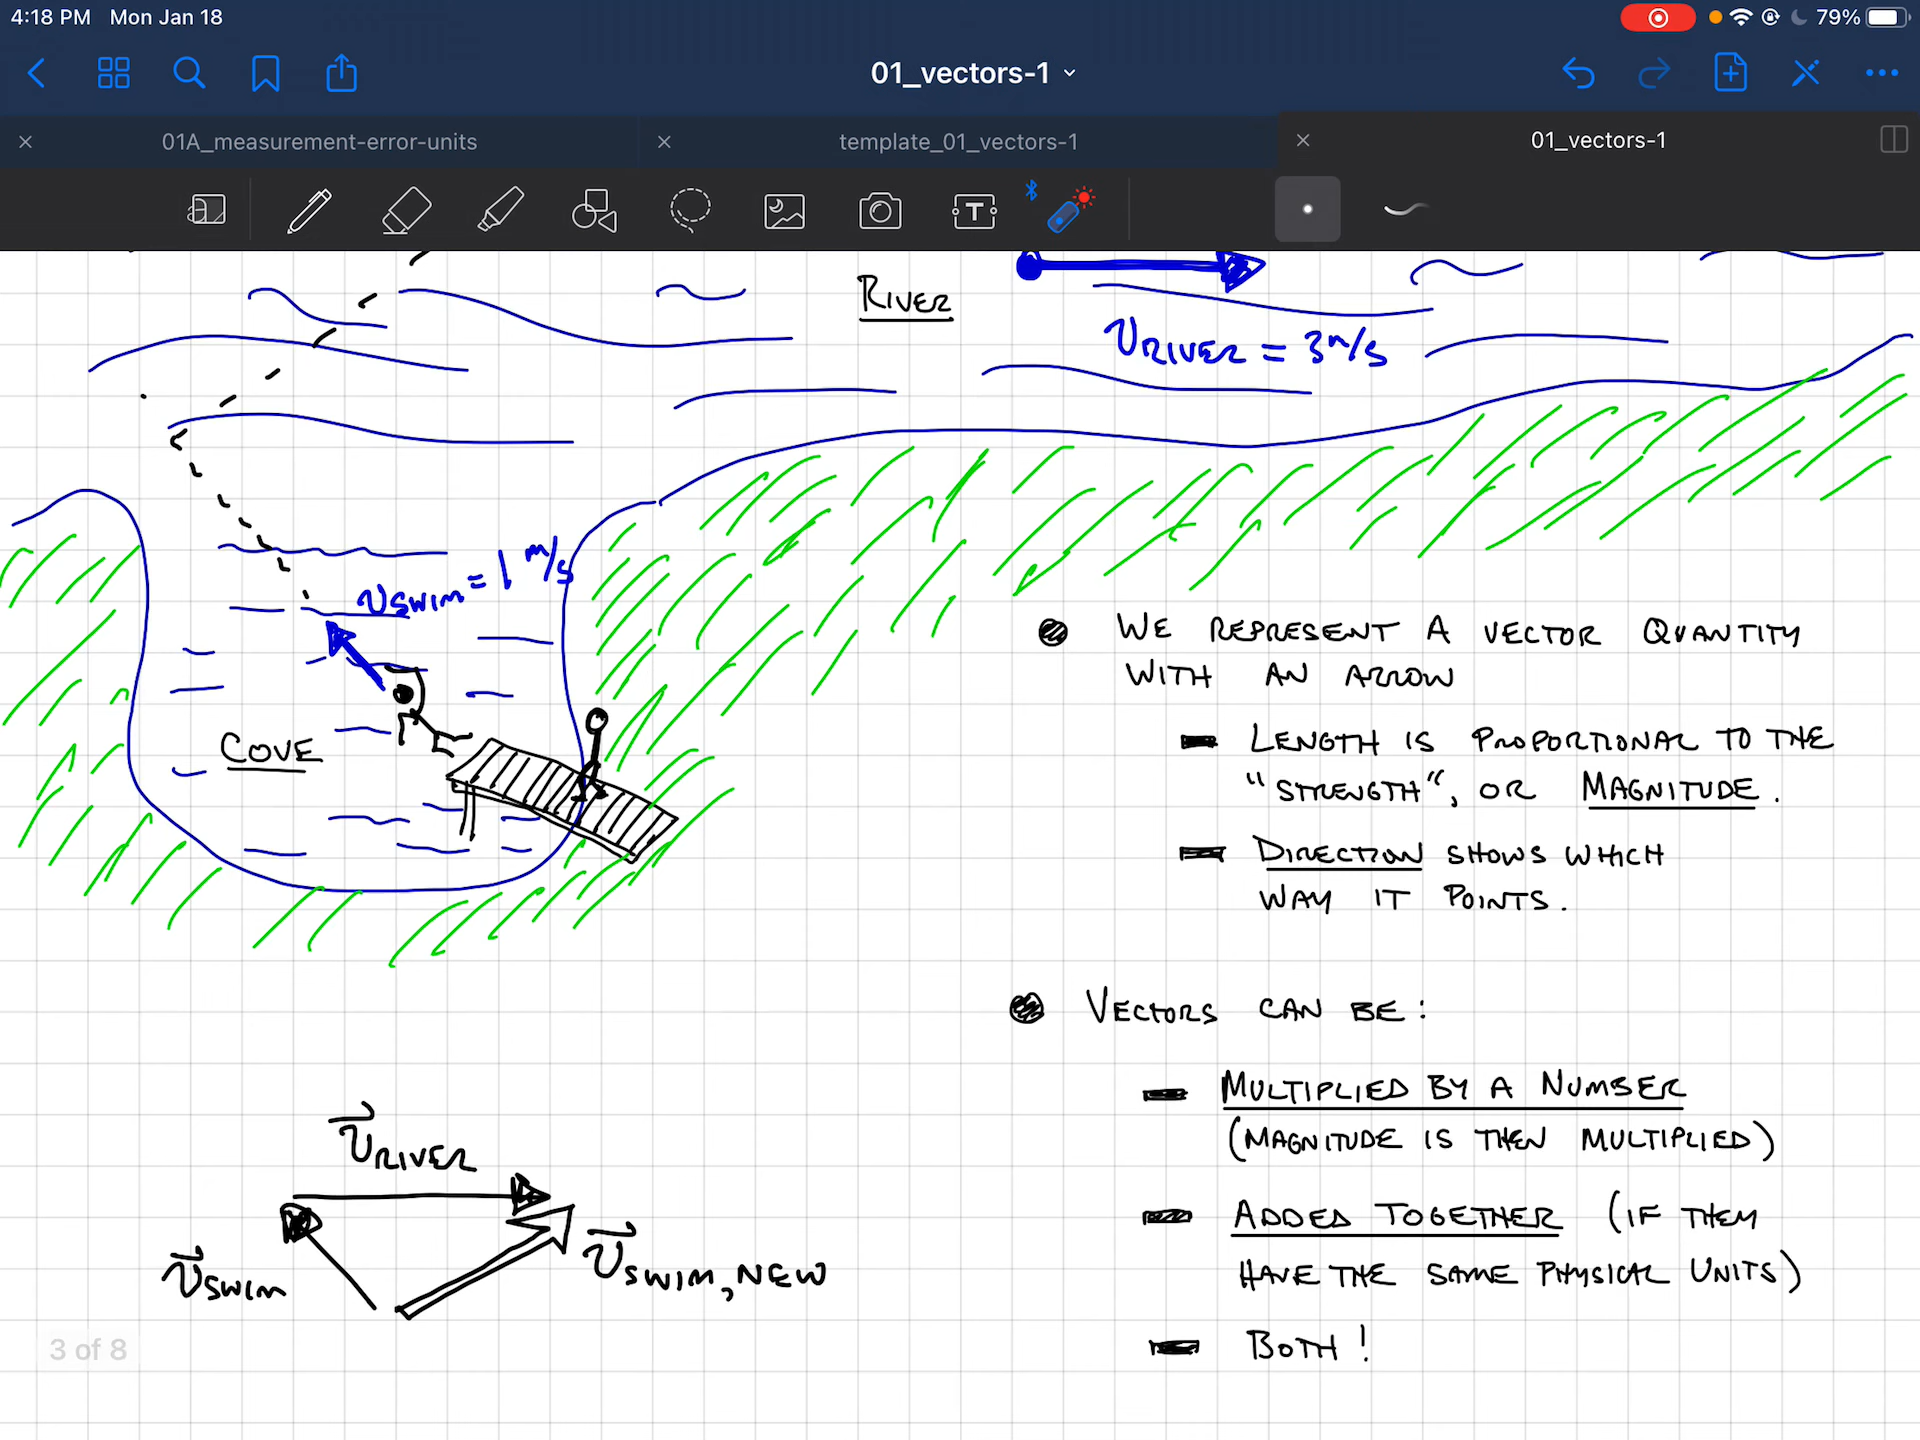 4:18 PM Mon Jan 18
79%
01_vectors-1
01A_measurement-error-units
template_01_vectors-1
01_vectors-1
T
RIVER
VRIVER = 3 m/s
VSWIM = 1 m/s
COVE
WE REPRESENT A VECTOR QUANTITY
WITH AN ARROW
LENGTH IS PROPORTIONAL TO THE
"STRENGTH", OR MAGNITUDE.
DIRECTION SHOWS WHICH
WAY IT POINTS.
VECTORS CAN BE:
MULTIPLIED BY A NUMBER
(MAGNITUDE IS THEN MULTIPLIED)
ADDED TOGETHER (IF THEY
HAVE THE SAME PHYSICAL UNITS)
BOTH!
VRIVER
VSWIM
VSWIM, NEW
3 of 8